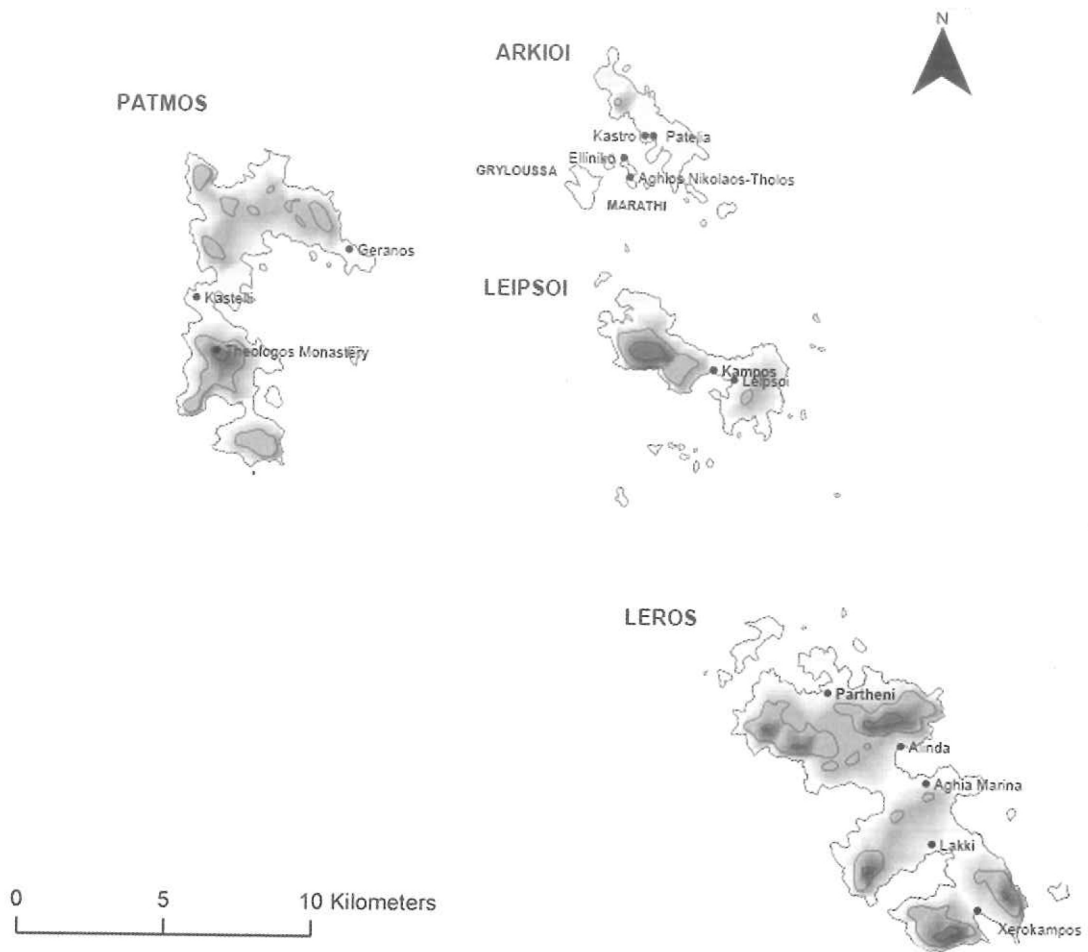 N
ARKIOI
PATMOS
Kastro
Patelia
Elliniko
GRYLOUSSA
Aghios Nikolaos-Tholos
MARATHI
Geranos
LEIPSOI
Kastelli
Theologos Monastery
Kampos
Leipsoi
LEROS
Partheni
Alinda
Aghia Marina
Lakki
0 5 10 Kilometers
Xerokampos